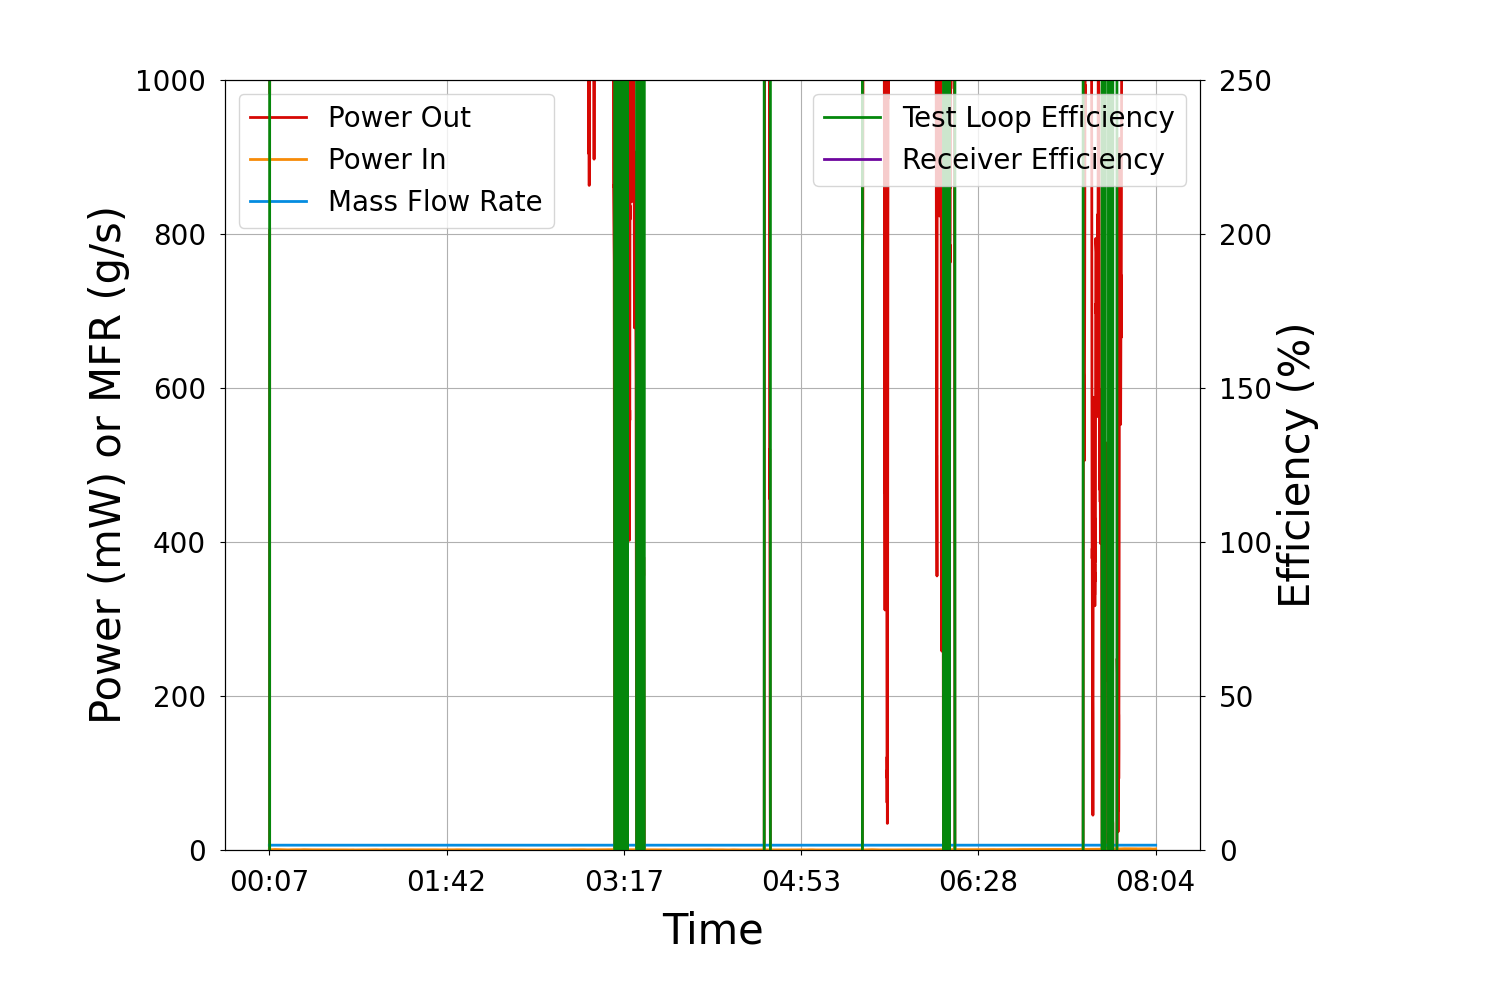 1000
800
600
400
200
0
Power (mW) or MFR (g/s)
Power Out
Power In
Mass Flow Rate
Test Loop Efficiency
Receiver Efficiency
250
200
150
100
50
0
Efficiency (%)
00:07 01:42 03:17 04:53 06:28 08:04
Time